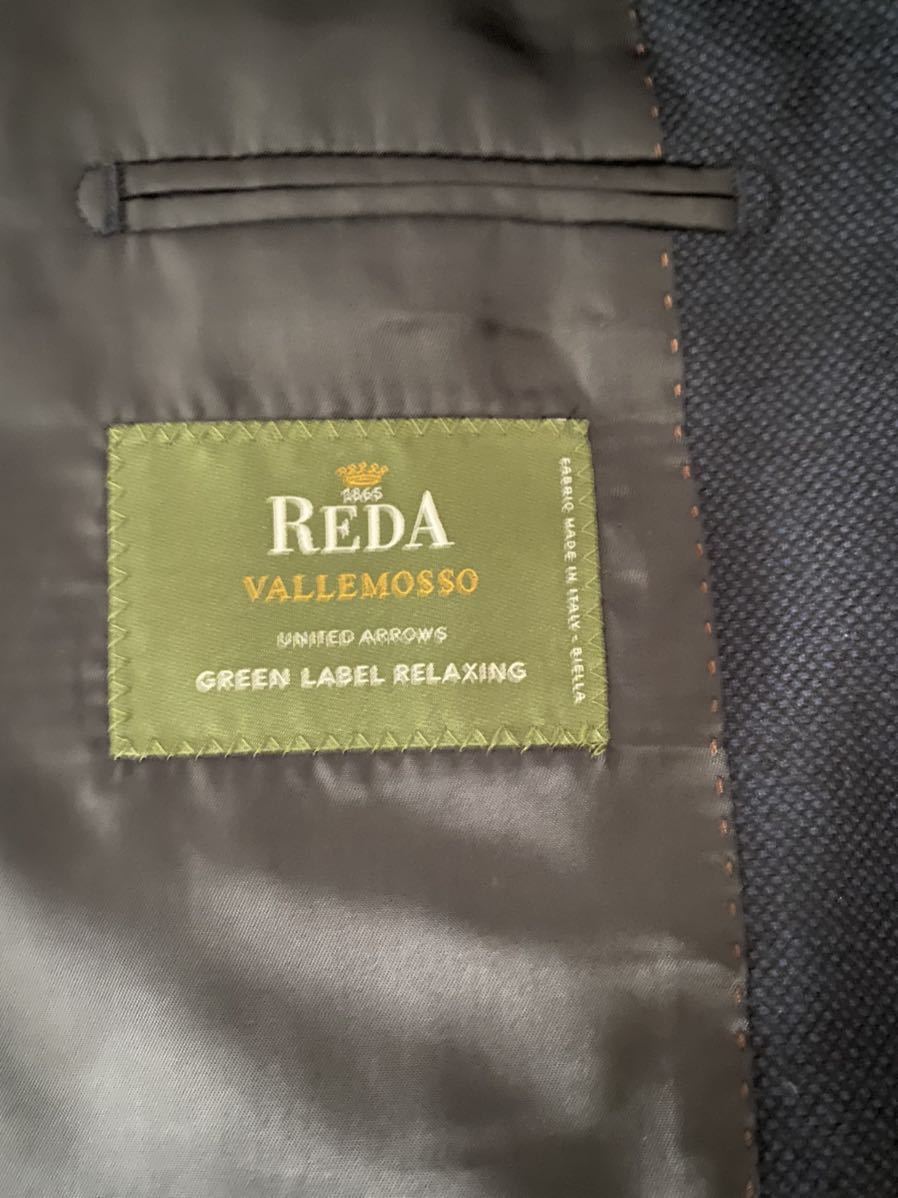 1865
REDA
VALLEMOSSO
UNITED ARROWS
GREEN LABEL RELAXING
FABRIC MADE IN ITALY - BIELLA